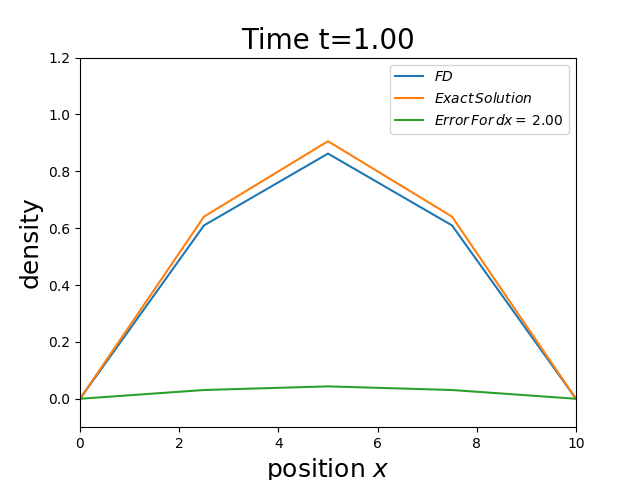 Time t=1.00
1.2
1.0
0.8
0.6
0.4
0.2
0.0
density
FD
Exact Solution
Error For dx = 2.00
0 2 4 6 8 10
position x